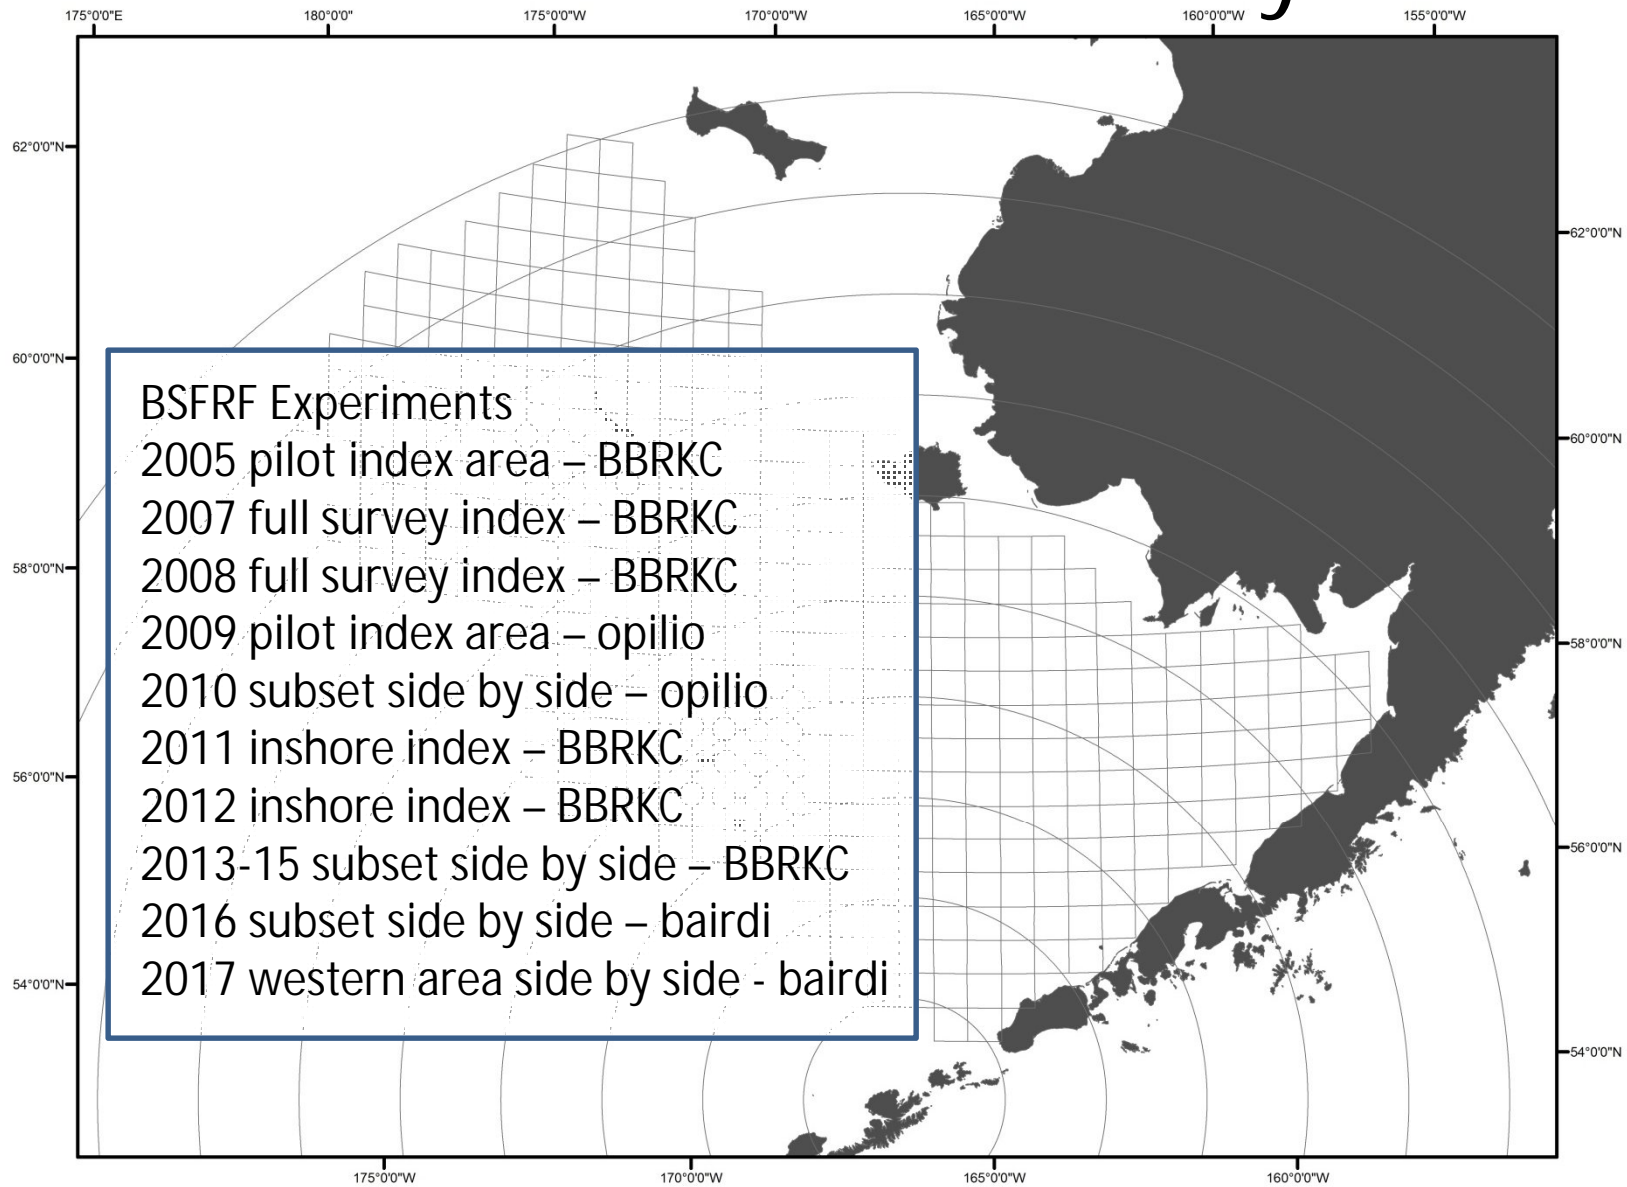 175°0'0"E 180°0'0" 175°0'0"W 170°0'0"W 165°0'0"W 160°0'0"W 155°0'0"W
62°0'0"N
62°0'0"N
60°0'0"N
BSFRF Experiments
60°0'0"N
2005 pilot index area – BBRKC
2007 full survey index – BBRKC
58°0'0"N
2008 full survey index – BBRKC
2009 pilot index area – opilio
58°0'0"N
2010 subset side by side – opilio
2011 inshore index – BBRKC
56°0'0"N
2012 inshore index – BBRKC
56°0'0"N
2013-15 subset side by side – BBRKC
2016 subset side by side – bairdi
2017 western area side by side - bairdi
54°0'0"N
54°0'0"N
175°0'0"W 170°0'0"W 165°0'0"W 160°0'0"W